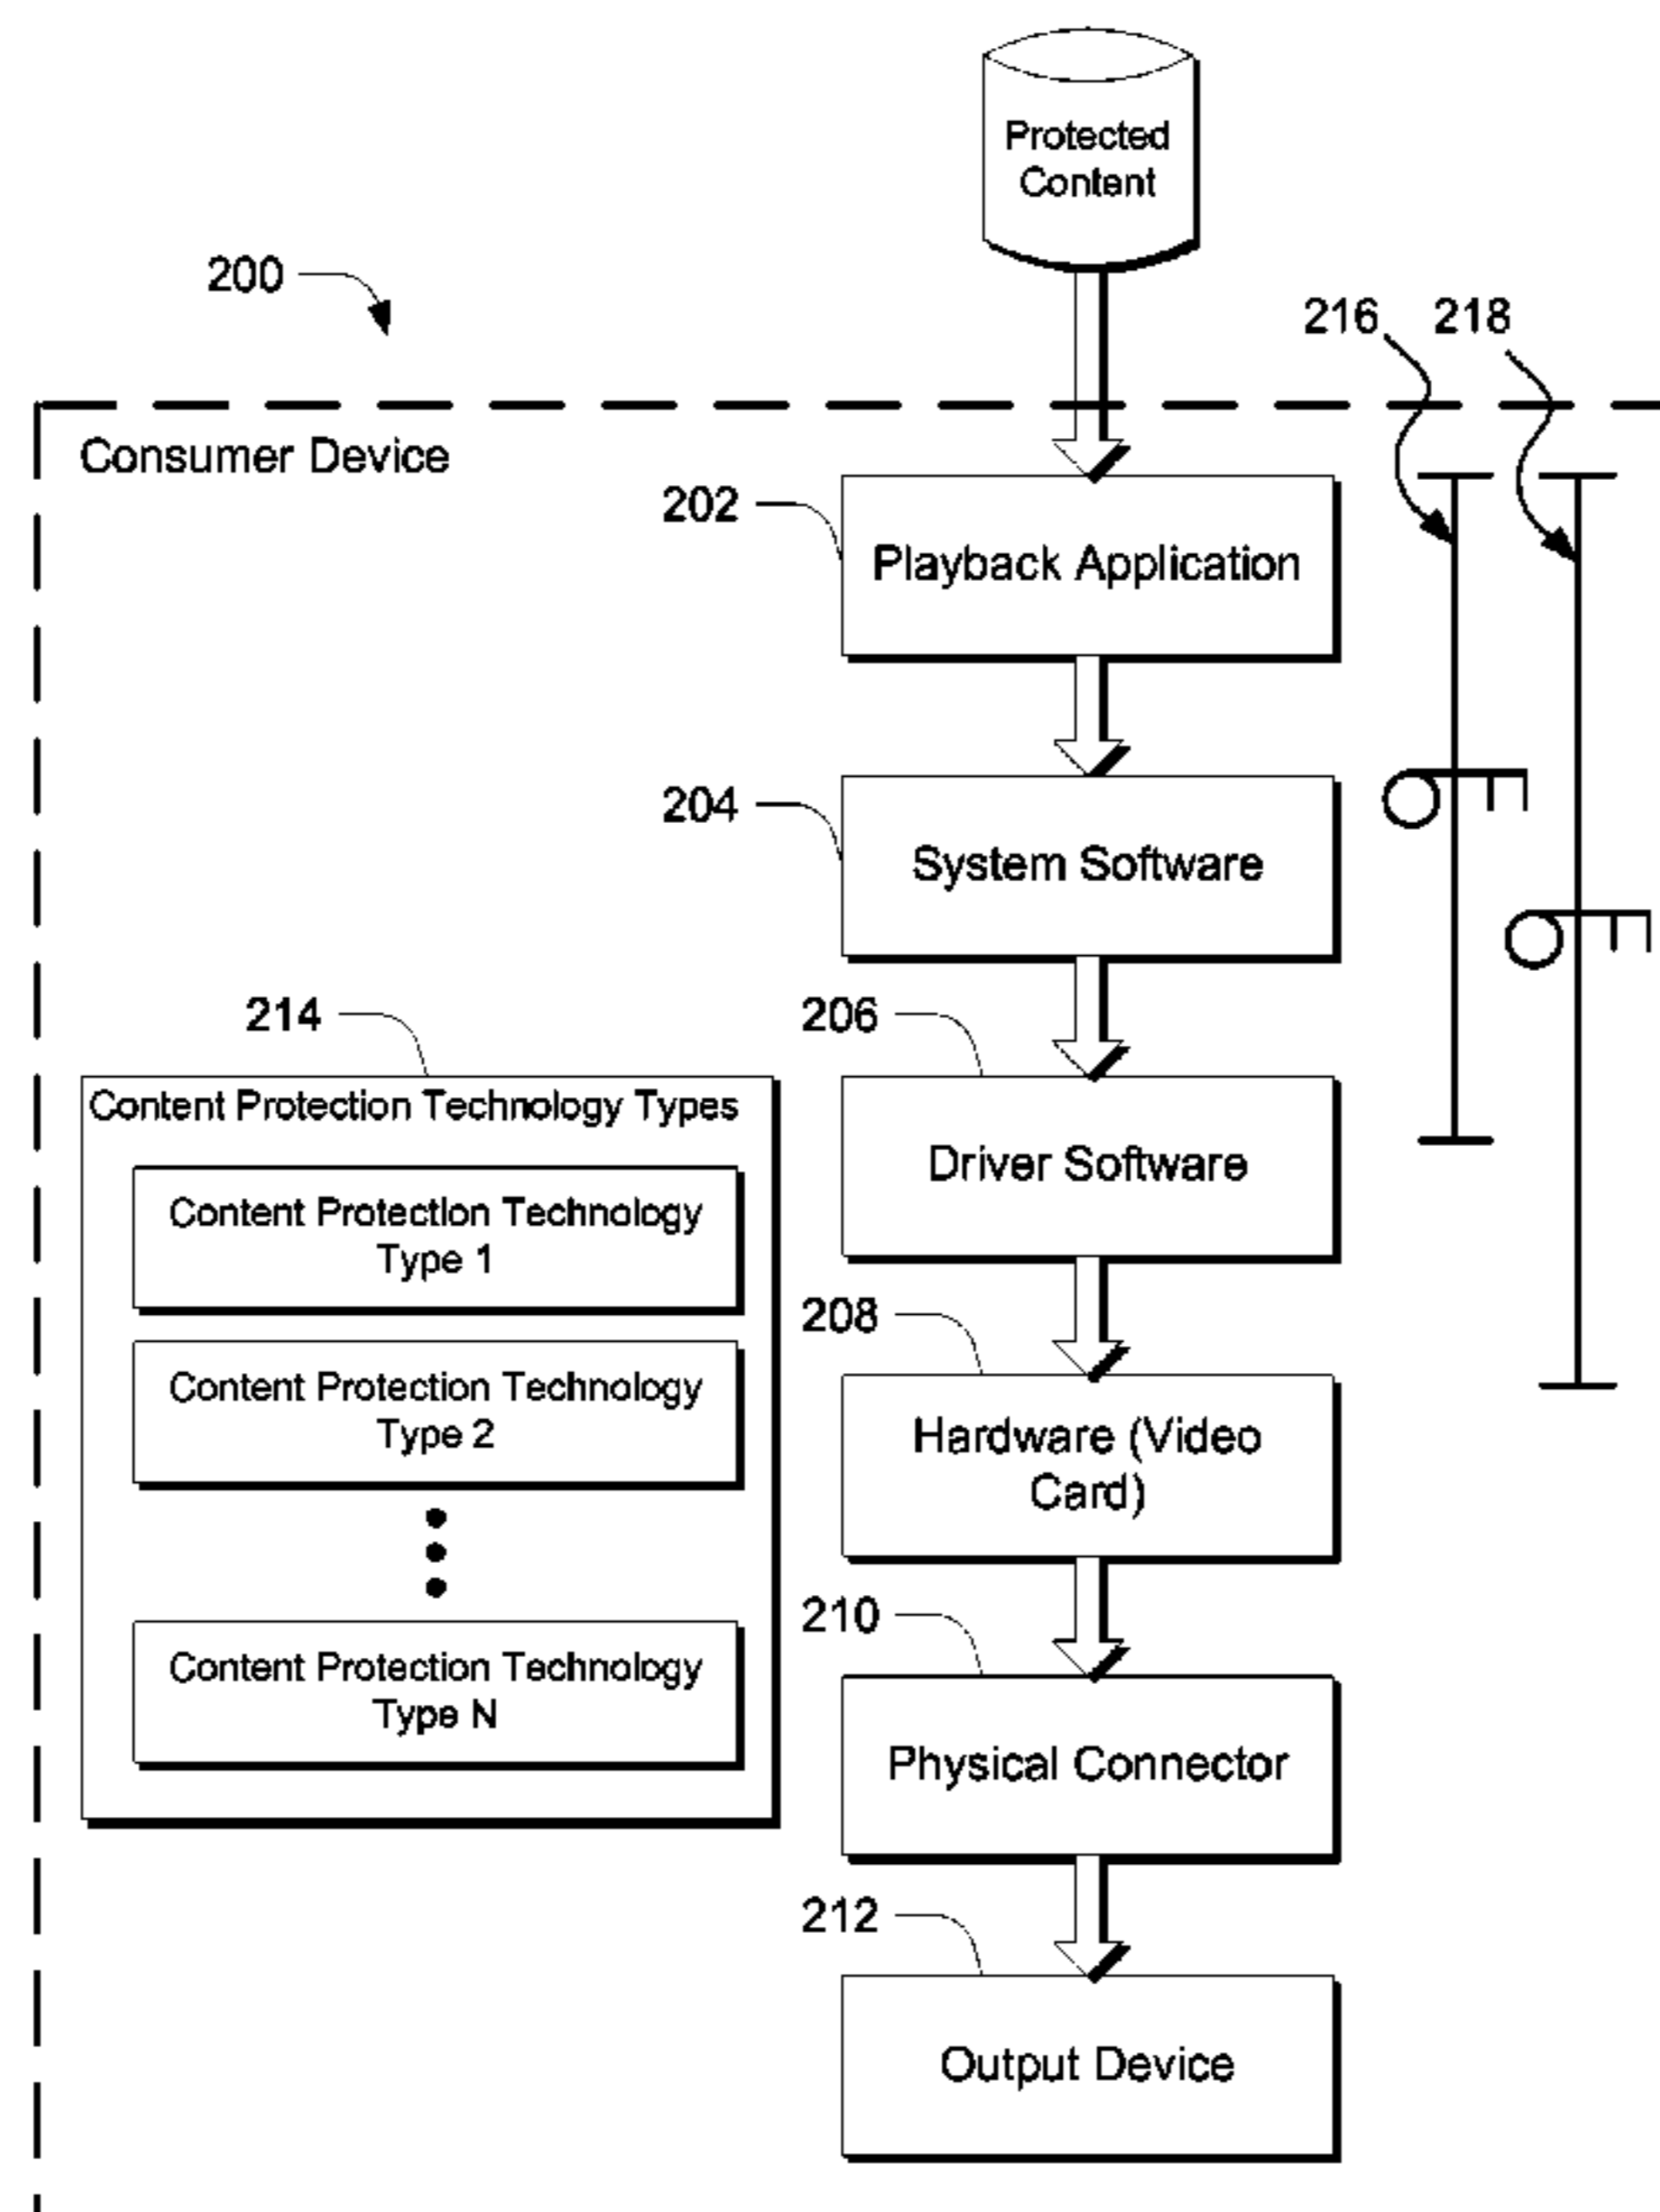 Protected
Content
200
216
218
Consumer Device
202
Playback Application
204
System Software
214
206
Content Protection Technology Types
Driver Software
Content Protection Technology
Type 1
208
Content Protection Technology
Type 2
Hardware (Video
Card)
210
Content Protection Technology
Type N
Physical Connector
212
Output Device